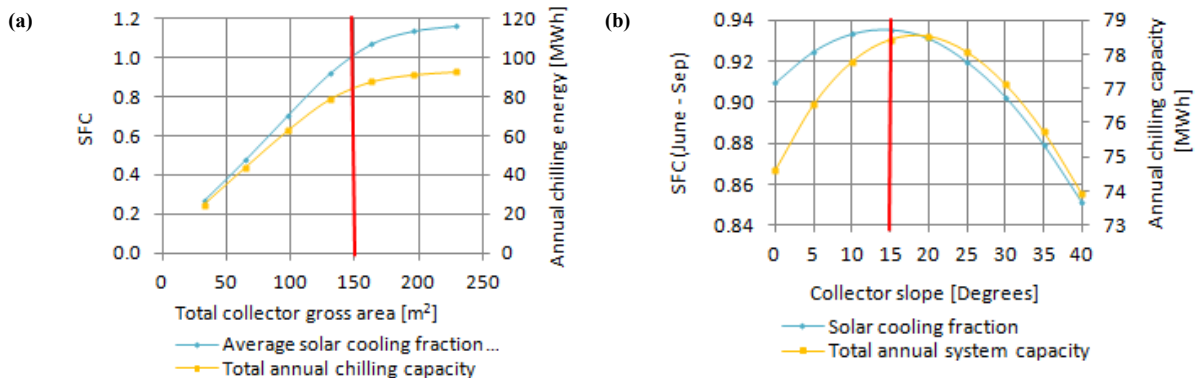 (a)
SFC
1.4
1.2
1.0
0.8
0.6
0.4
0.2
0.0
120
100
80
60
40
20
0
Annual chilling energy [MWh]
0 50 100 150 200 250
Total collector gross area [m²]
Average solar cooling fraction ...
Total annual chilling capacity
(b)
SFC (June - Sep)
0.94
0.92
0.90
0.88
0.86
0.84
79
78
77
76
75
74
73
Annual chilling capacity
[MWh]
0 5 10 15 20 25 30 35 40
Collector slope [Degrees]
Solar cooling fraction
Total annual system capacity